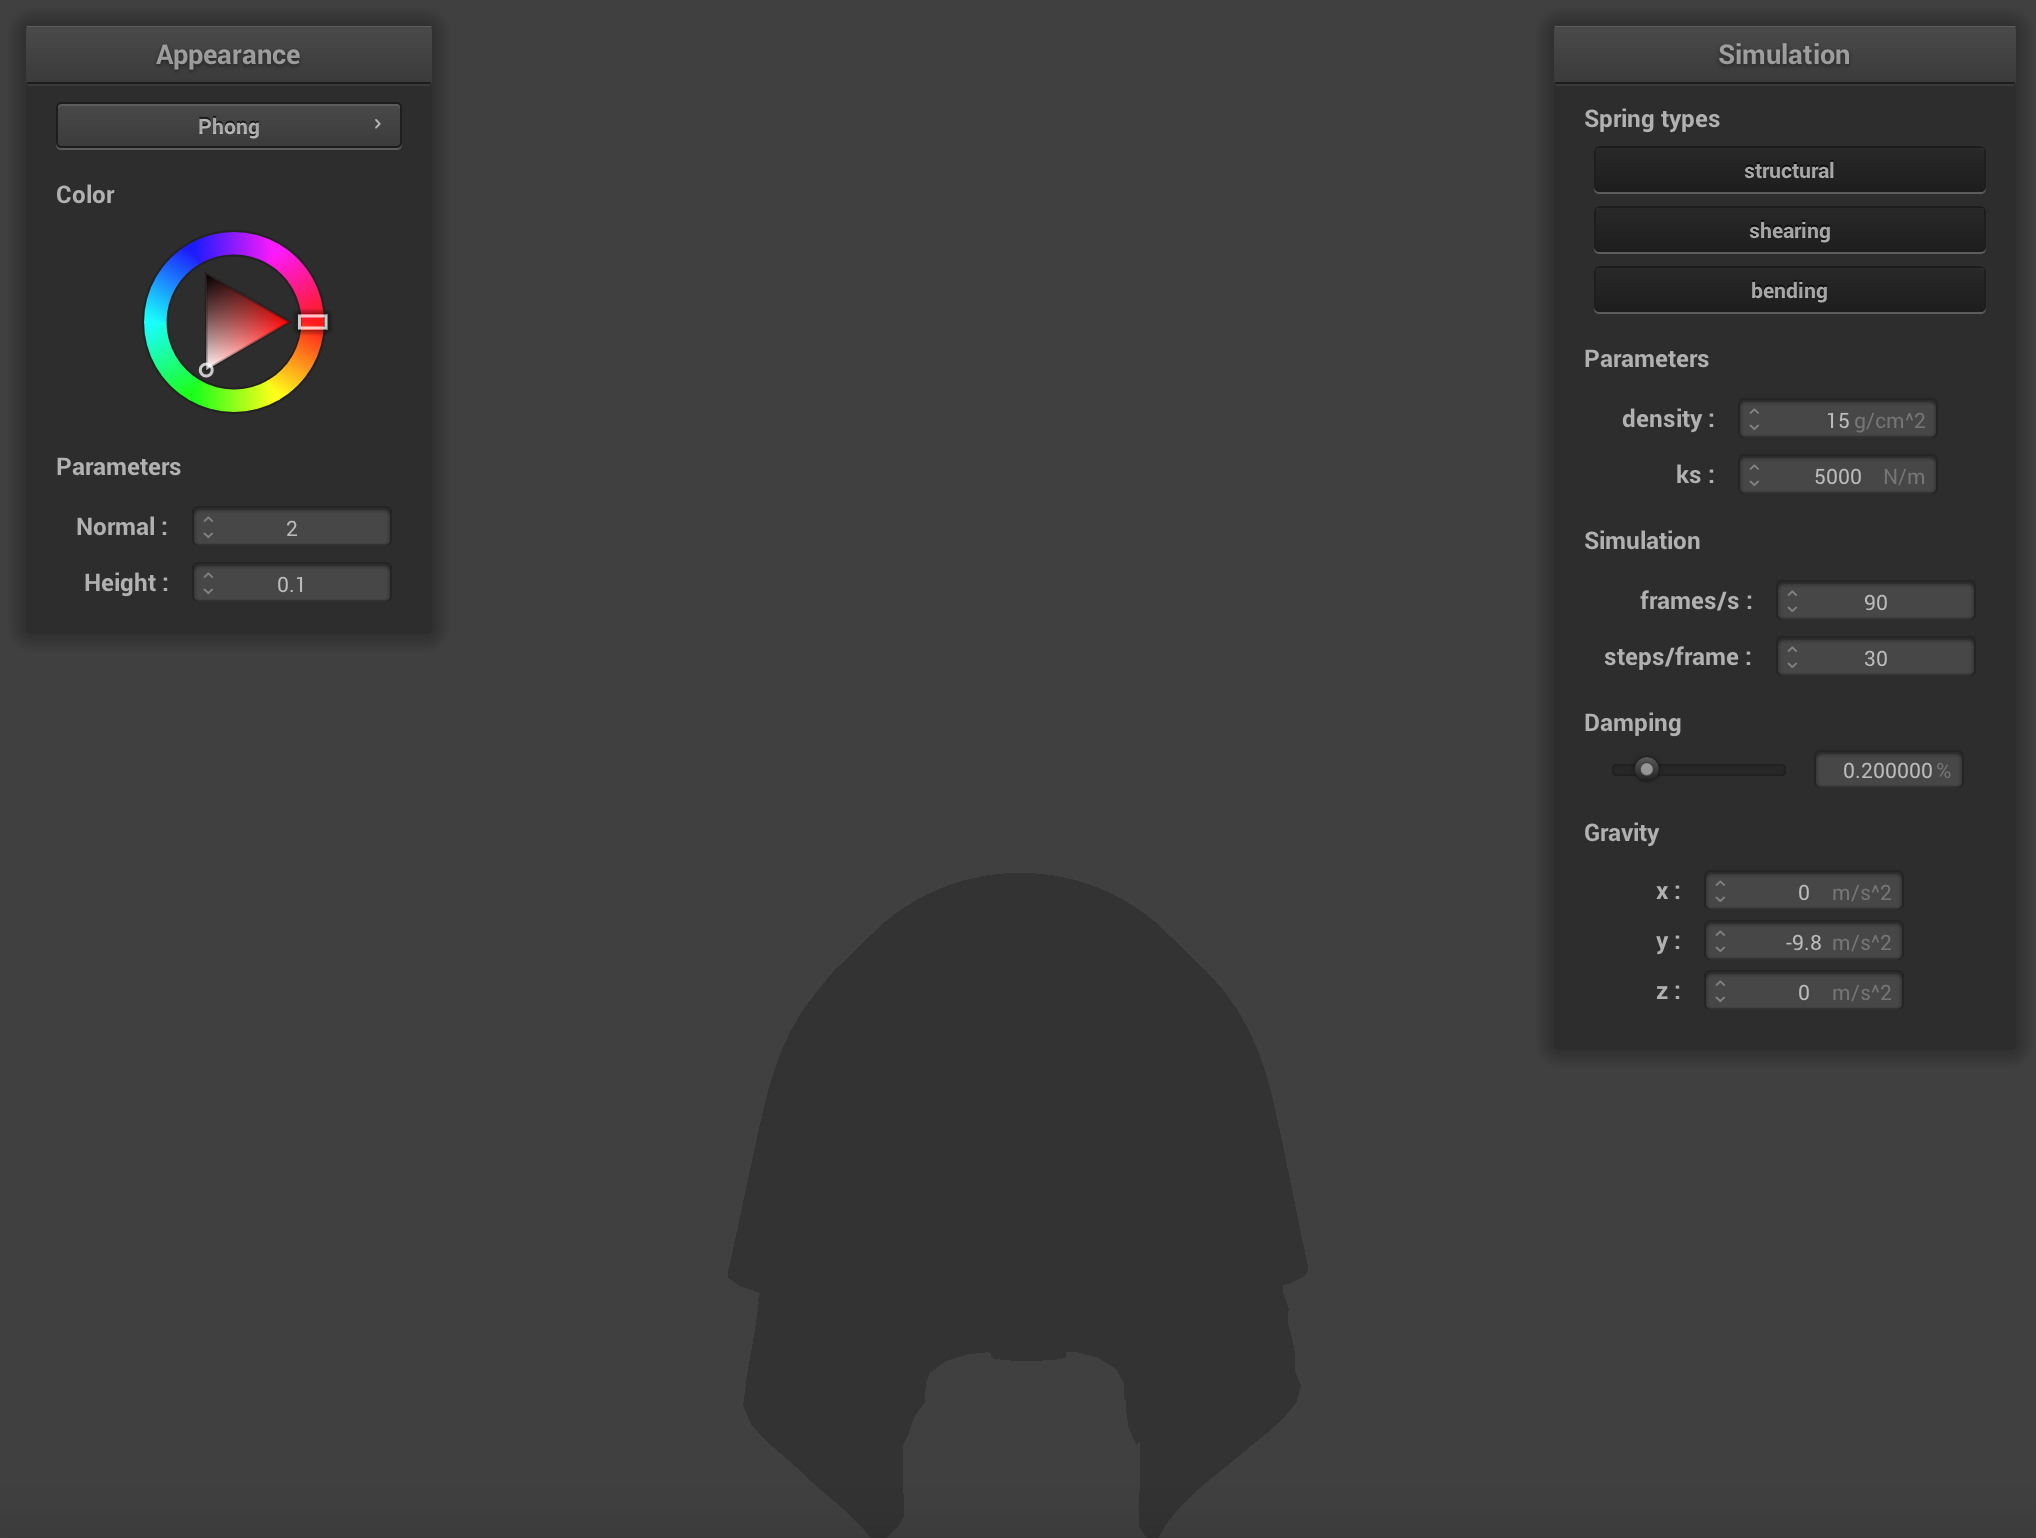 Appearance
Phong
Color
Parameters
Normal : 2
Height : 0.1
Simulation
Spring types
structural
shearing
bending
Parameters
density : 15 g/cm^2
ks : 5000 N/m
Simulation
frames/s : 90
steps/frame : 30
Damping
0.200000 %
Gravity
x : 0 m/s^2
y : -9.8 m/s^2
z : 0 m/s^2